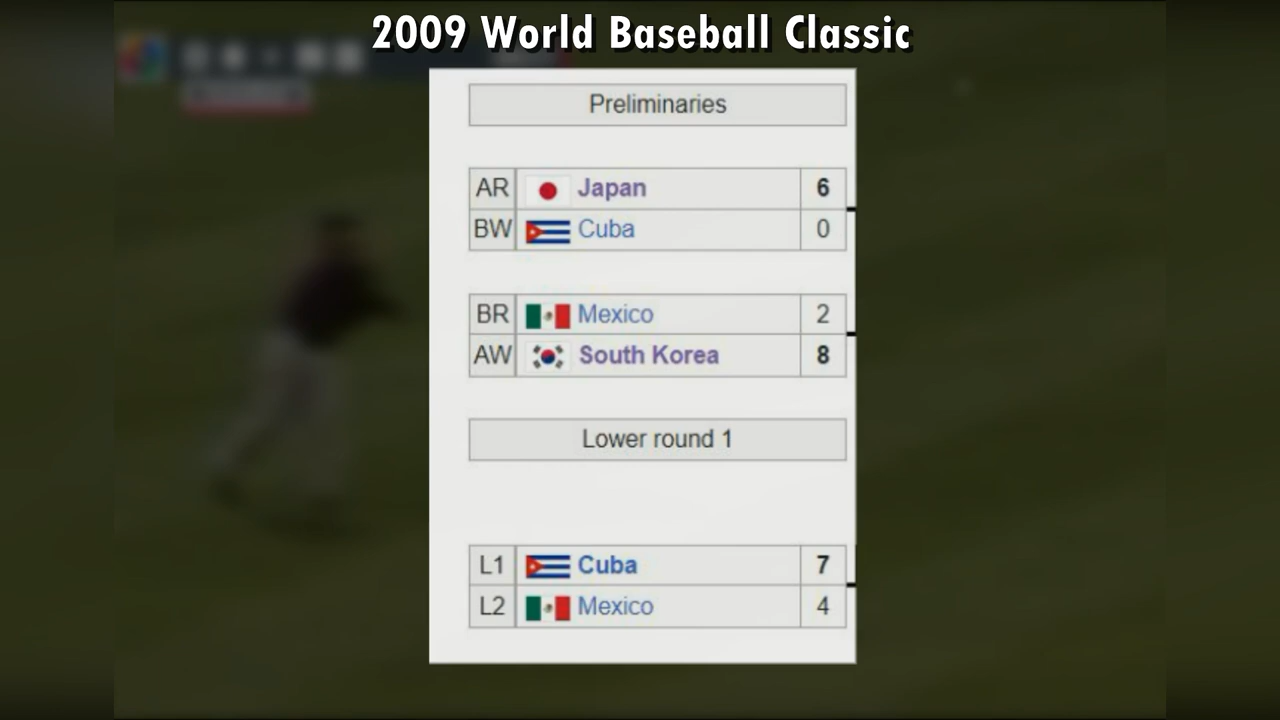 2009 World Baseball Classic
Preliminaries
AR Japan 6
BW Cuba 0
BR Mexico 2
AW South Korea 8
Lower round 1
L1 Cuba 7
L2 Mexico 4